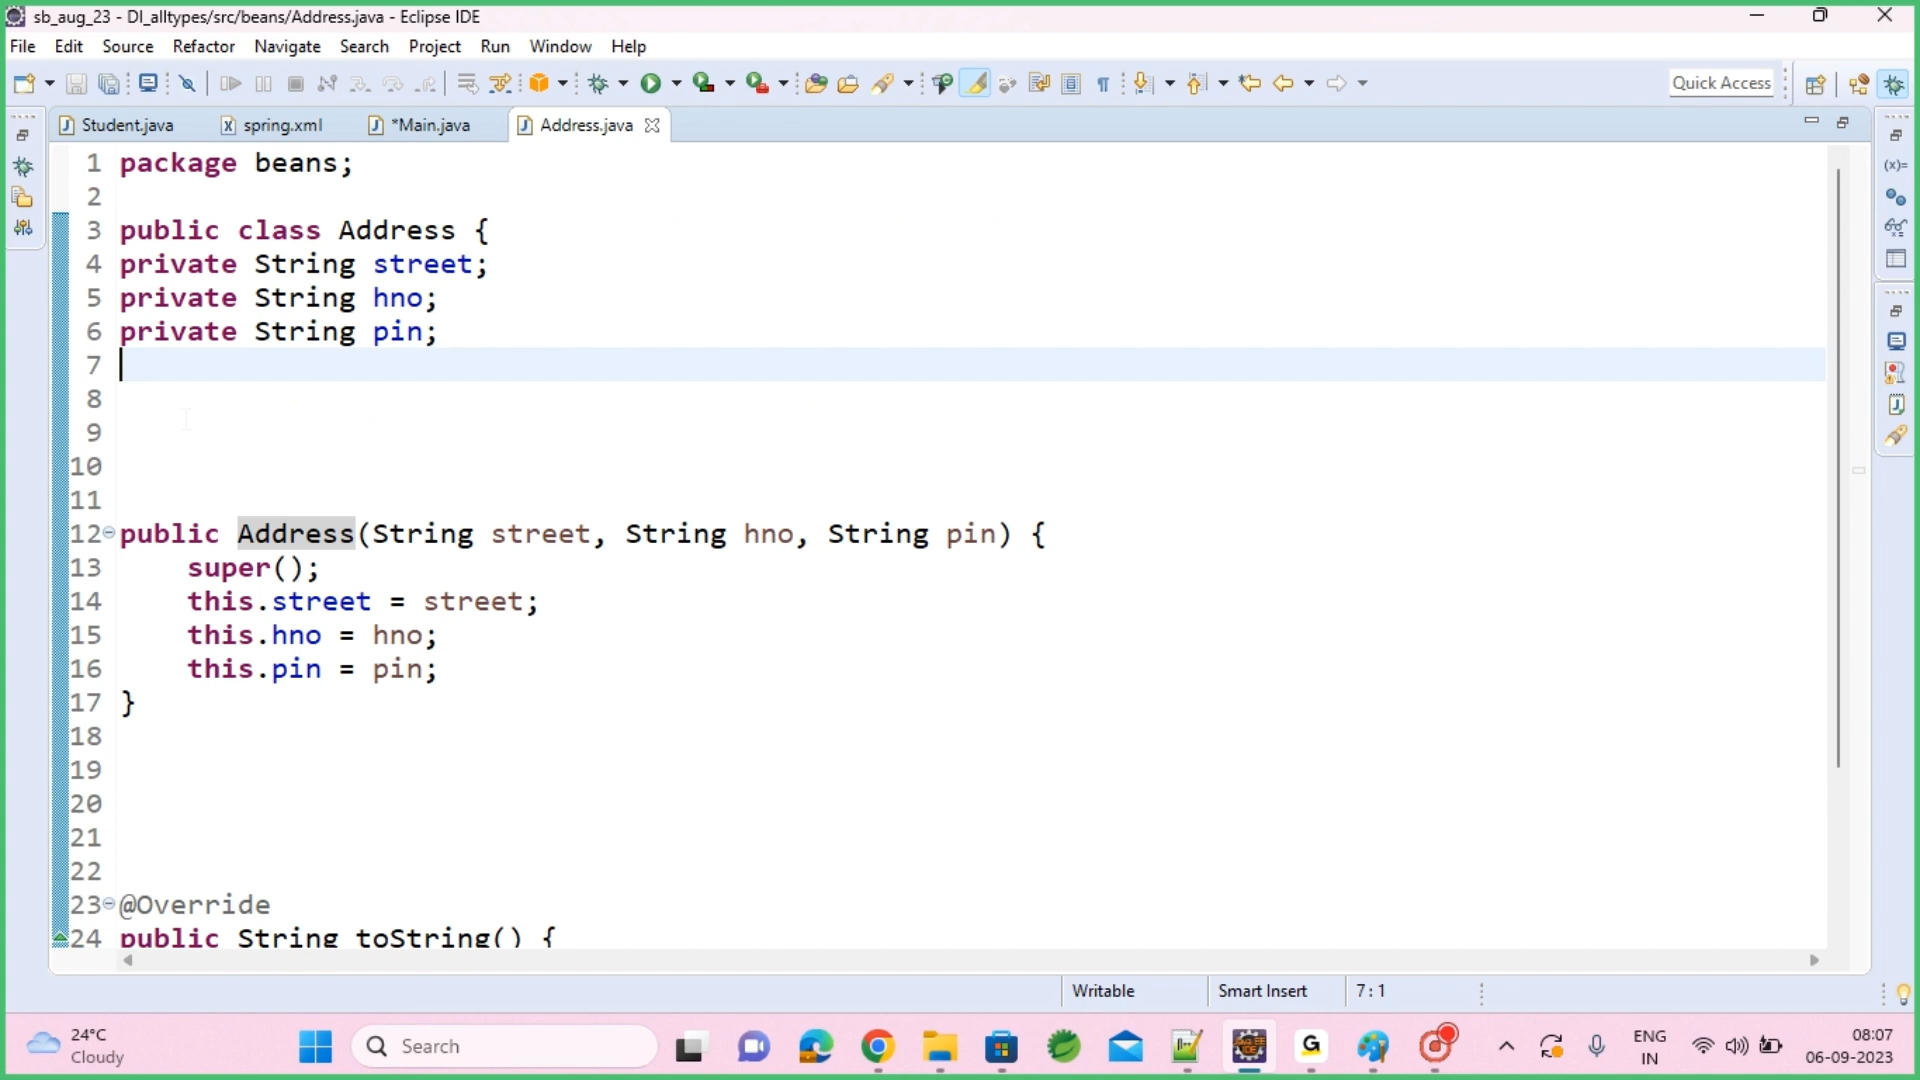 sb_aug_23 - DI_alltypes/src/beans/Address.java - Eclipse IDE
File Edit Source Refactor Navigate Search Project Run Window Help
Quick Access
Student.java spring.xml *Main.java Address.java
1 package beans;
2
3 public class Address {
4 private String street;
5 private String hno;
6 private String pin;
7
8
9
10
11
12 public Address(String street, String hno, String pin) {
13 super();
14 this.street = street;
15 this.hno = hno;
16 this.pin = pin;
17 }
18
19
20
21
22
23 @Override
24 public String toString() {
Writable Smart Insert 7 : 1
24°C
Cloudy
Search
ENG
IN
08:07
06-09-2023